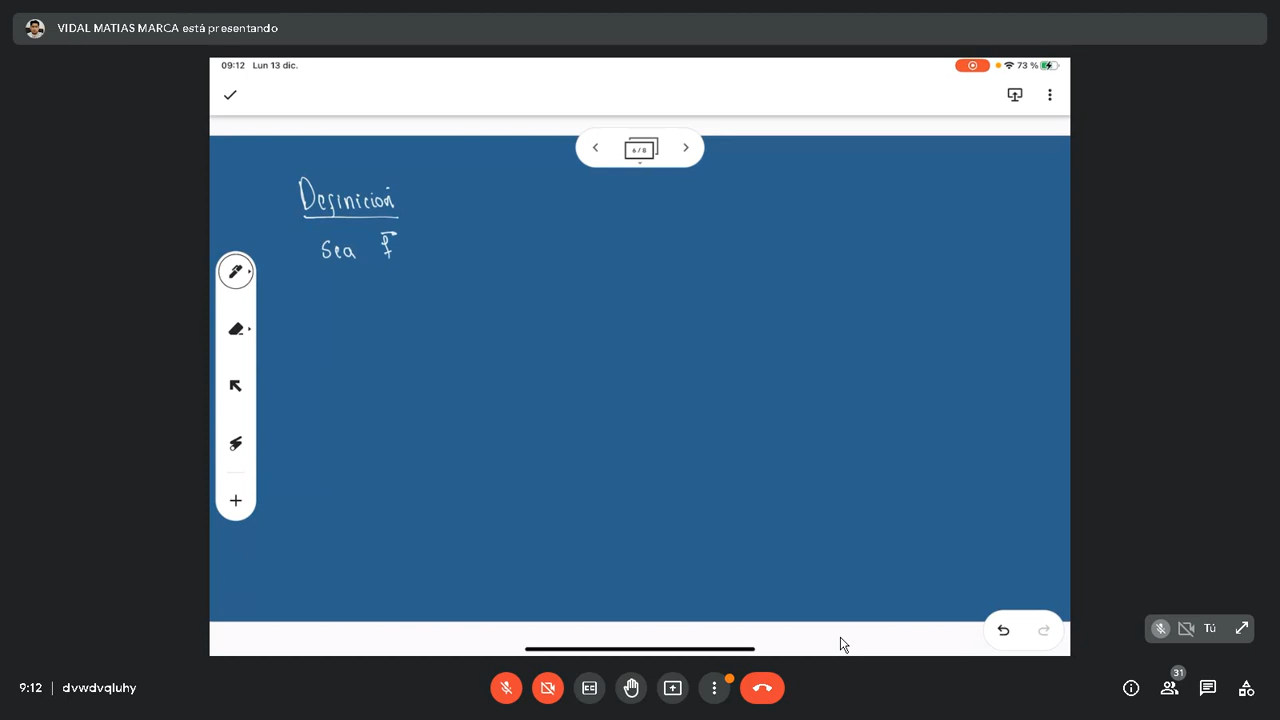 VIDAL MATIAS MARCA está presentando
09:12 Lun 13 dic.
73 %
6/8
Definición
Sea f̄
Tú
31
9:12 | dvwdvqluhy